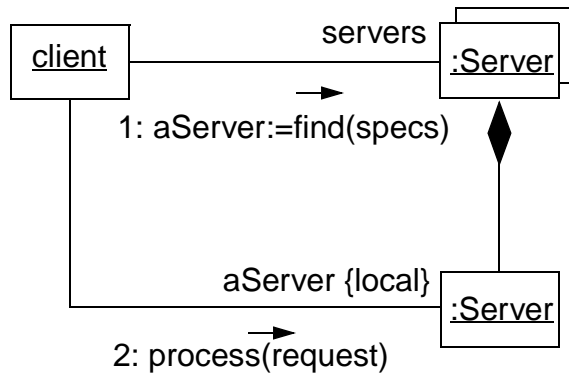 servers
client
:Server
1: aServer:=find(specs)
aServer {local}
:Server
2: process(request)